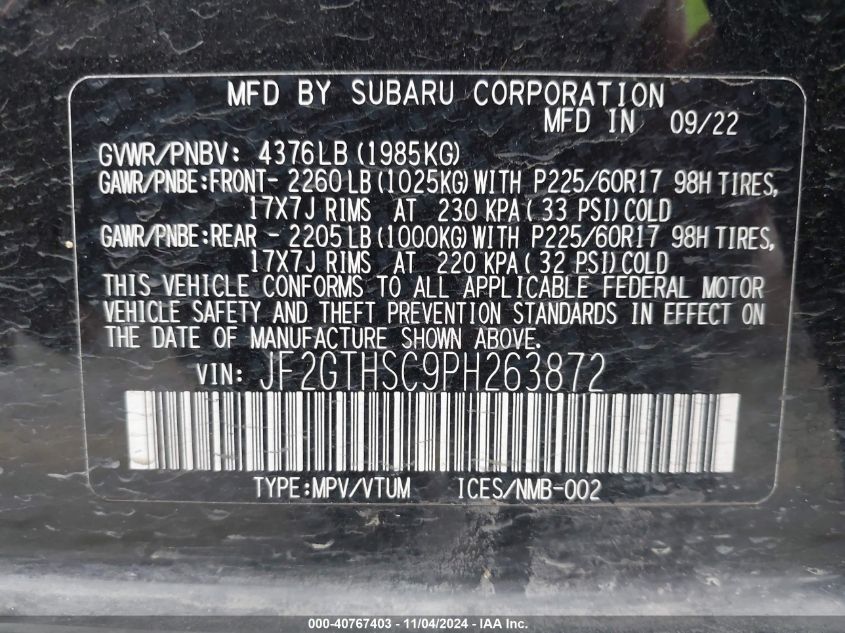 MFD BY SUBARU CORPORATION
MFD IN 09/22
GVWR/PNBV: 4376LB (1985KG)
GAWR/PNBE:FRONT- 2260LB (1025KG) WITH P225/60R17 98H TIRES,
17X7J RIMS AT 230 KPA (33 PSI) COLD
GAWR/PNBE:REAR - 2205LB (1000KG) WITH P225/60R17 98H TIRES,
17X7J RIMS AT 220 KPA (32 PSI) COLD
THIS VEHICLE CONFORMS TO ALL APPLICABLE FEDERAL MOTOR
VEHICLE SAFETY AND THEFT PREVENTION STANDARDS IN EFFECT ON
THE DATE OF MANUFACTURE SHOWN ABOVE.
VIN: JF2GTHSC9PH263872
TYPE:MPV/VTUM ICES/NMB-002
000-40767403 - 11/04/2024 - IAA Inc.